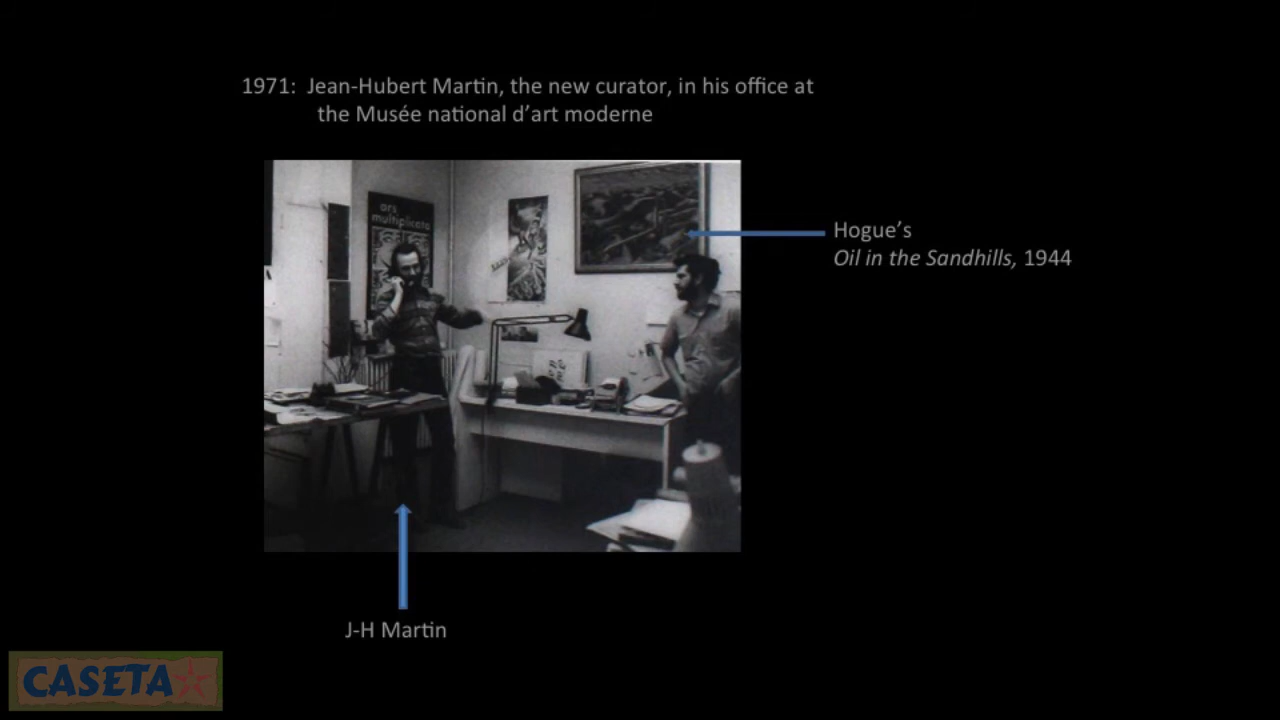 1971:  Jean-Hubert Martin, the new curator, in his office at
the Musée national d’art moderne
ars
multiplicata
Hogue’s
Oil in the Sandhills, 1944
J-H Martin
CASETA